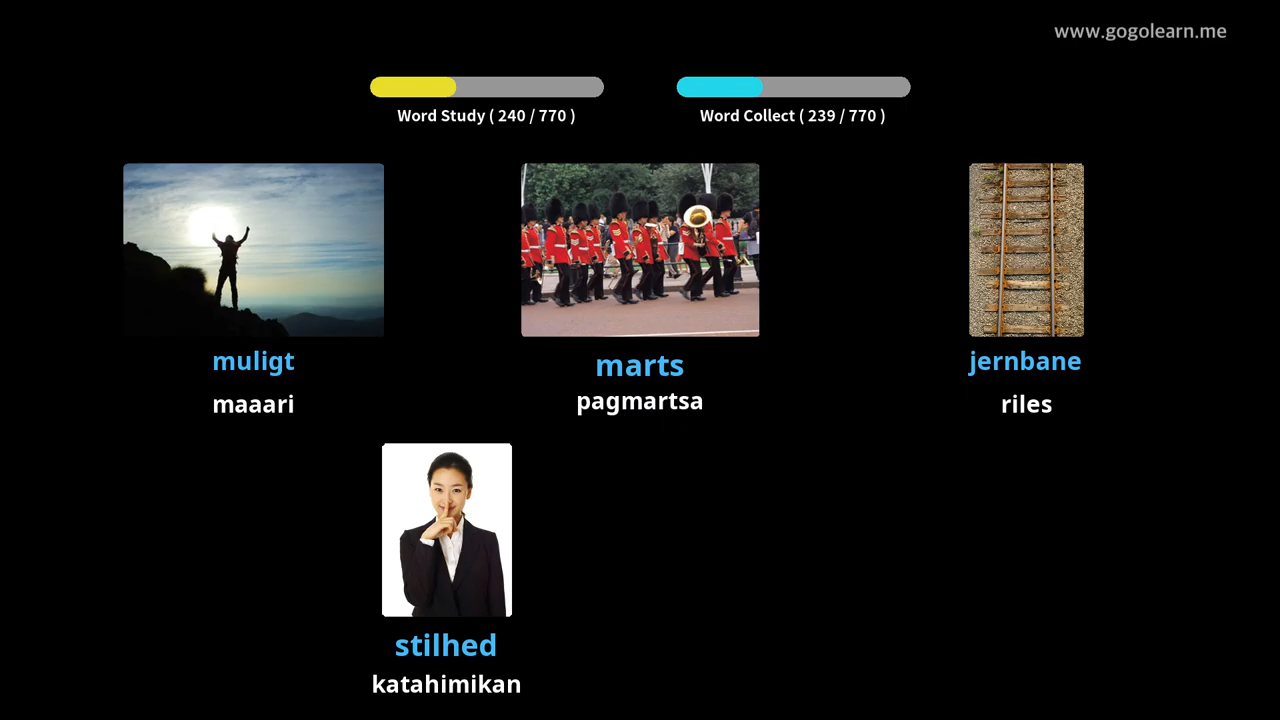 www.gogolearn.me
Word Study ( 240 / 770 )
Word Collect ( 239 / 770 )
muligt
maaari
marts
pagmartsa
jernbane
riles
stilhed
katahimikan